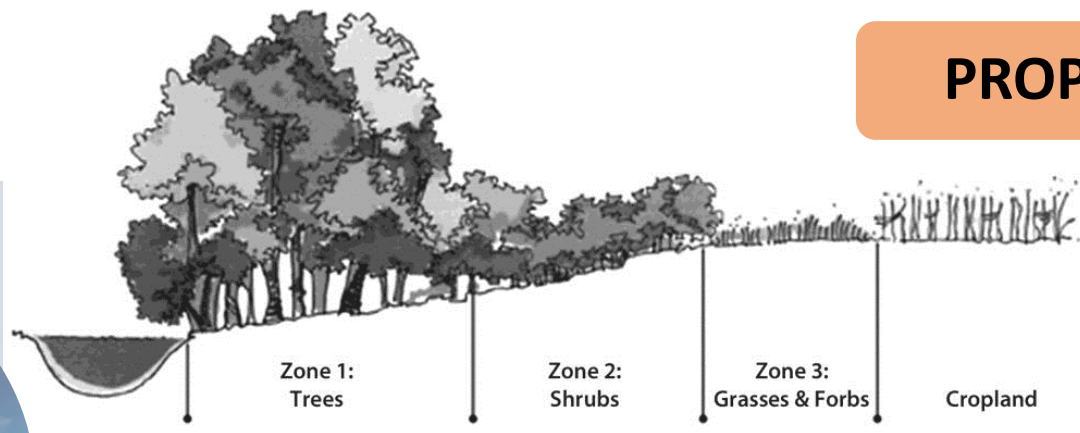 PROP
Zone 1:
Trees
Zone 2:
Shrubs
Zone 3:
Grasses & Forbs
Cropland